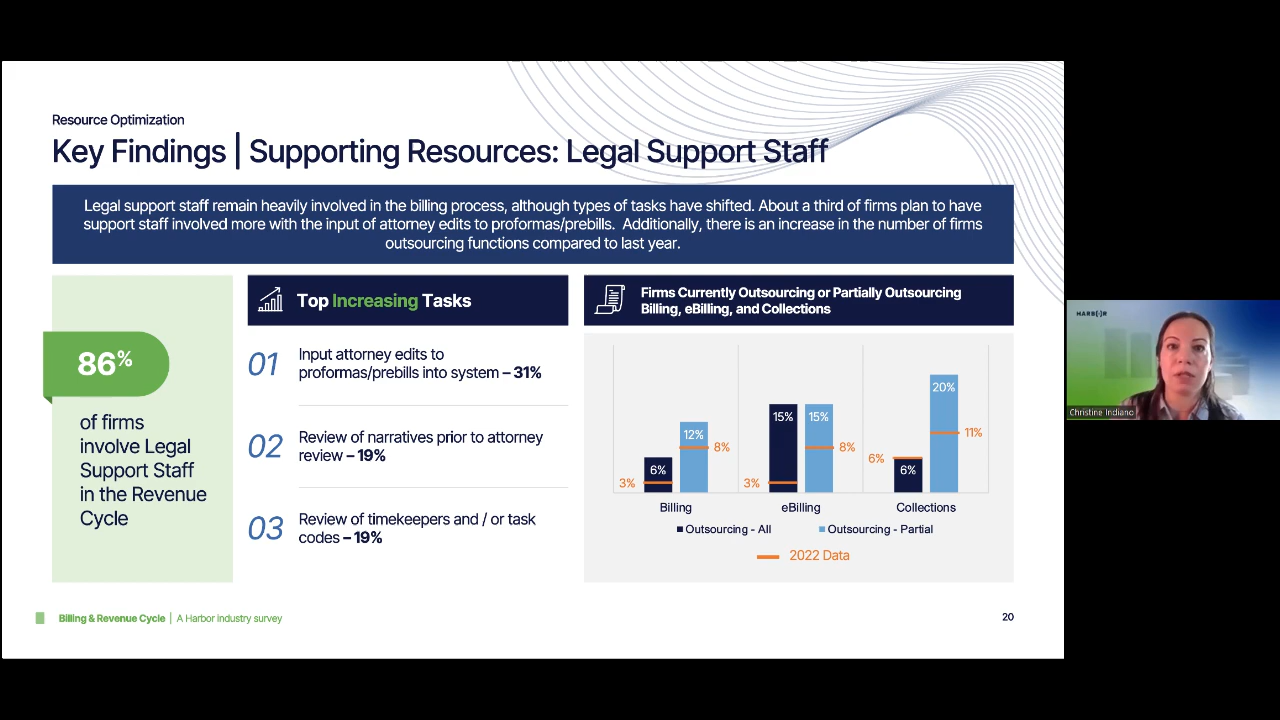 Resource Optimization
Key Findings | Supporting Resources: Legal Support Staff
Legal support staff remain heavily involved in the billing process, although types of tasks have shifted. About a third of firms plan to have
support staff involved more with the input of attorney edits to proformas/prebills.  Additionally, there is an increase in the number of firms
outsourcing functions compared to last year.
86%
of firms
involve Legal
Support Staff
in the Revenue
Cycle
Top Increasing Tasks
01
Input attorney edits to
proformas/prebills into system – 31%
02
Review of narratives prior to attorney
review – 19%
03
Review of timekeepers and / or task
codes – 19%
Firms Currently Outsourcing or Partially Outsourcing
Billing, eBilling, and Collections
3%
6%
12%
8%
3%
15%
15%
8%
6%
6%
20%
11%
Billing
eBilling
Collections
Outsourcing - All
Outsourcing - Partial
2022 Data
Billing & Revenue Cycle | A Harbor Industry survey
20
HARB[·]R
Christine Indiano